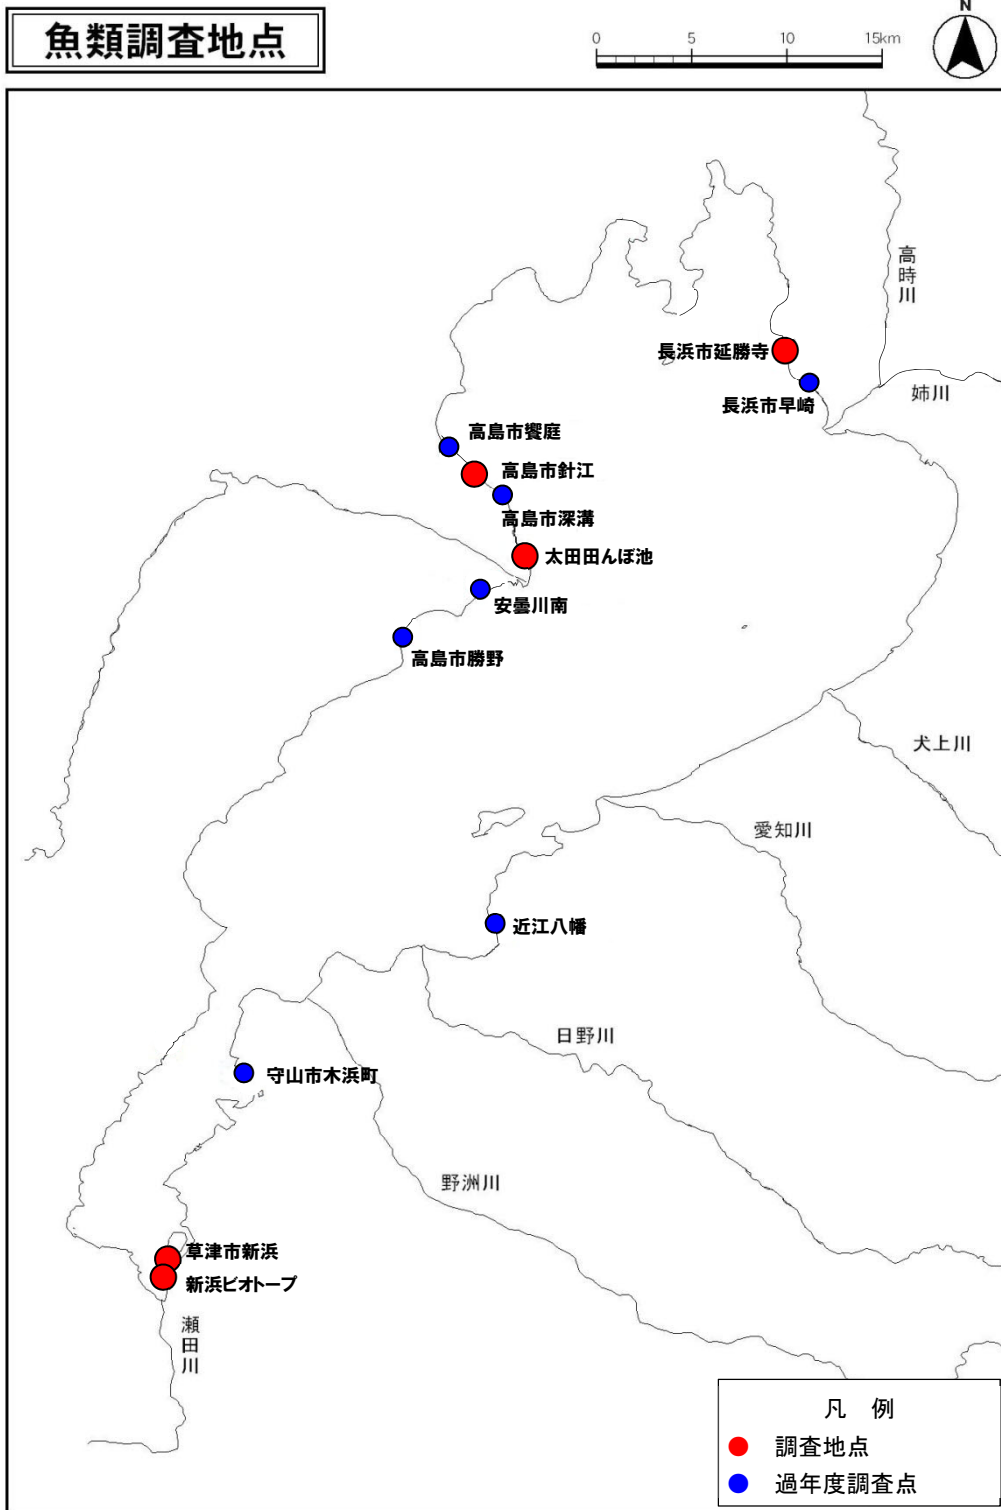 魚類調査地点
0 5 10 15km
N
高時川
長浜市延勝寺
長浜市早崎
姉川
高島市饗庭
高島市針江
高島市深溝
太田田んぼ池
安曇川南
高島市勝野
犬上川
愛知川
近江八幡
日野川
守山市木浜町
野洲川
草津市新浜
新浜ビオトープ
瀬田川
凡 例
調査地点
過年度調査点